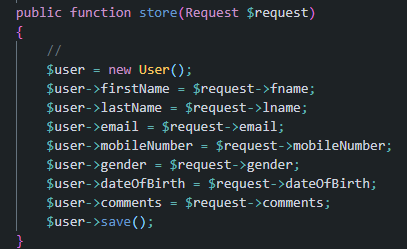 public function store(Request $request)
{
//
$user = new User();
$user->firstName = $request->fname;
$user->lastName = $request->lname;
$user->email = $request->email;
$user->mobileNumber = $request->mobileNumber;
$user->gender = $request->gender;
$user->dateOfBirth = $request->dateOfBirth;
$user->comments = $request->comments;
$user->save();
}